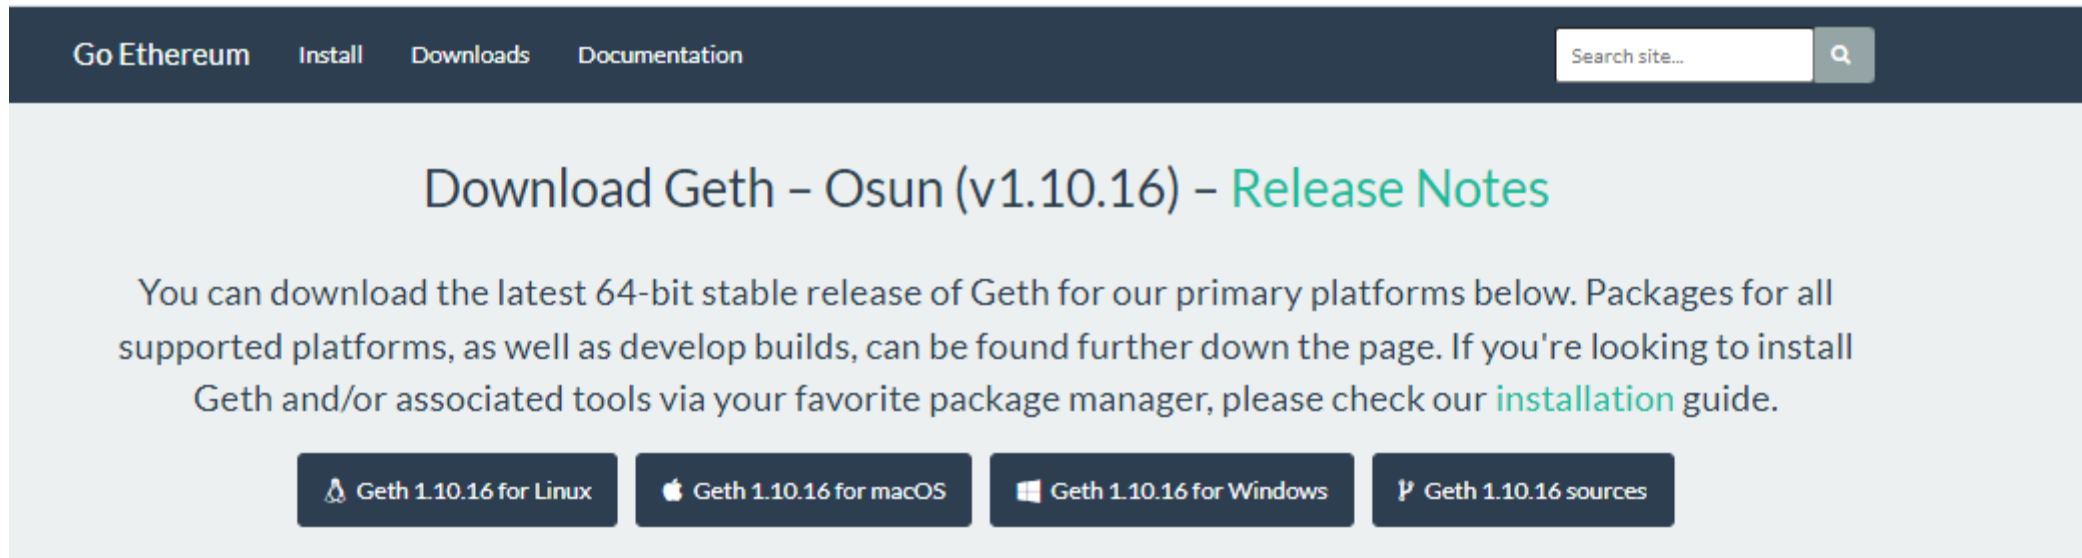 Go Ethereum Install Downloads Documentation Search site...
Download Geth – Osun (v1.10.16) – Release Notes
You can download the latest 64-bit stable release of Geth for our primary platforms below. Packages for all
supported platforms, as well as develop builds, can be found further down the page. If you're looking to install
Geth and/or associated tools via your favorite package manager, please check our installation guide.
Geth 1.10.16 for Linux Geth 1.10.16 for macOS Geth 1.10.16 for Windows Geth 1.10.16 sources